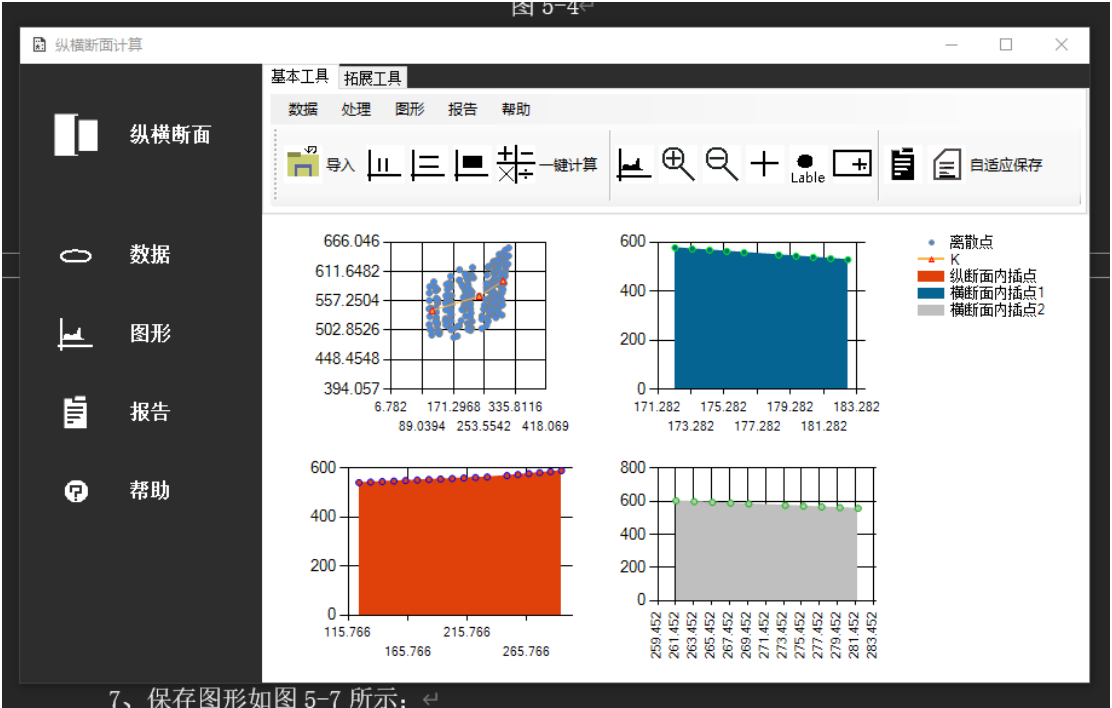 图 5-4↵
纵横断面计算
基本工具 拓展工具
数据 处理 图形 报告 帮助
导入 一键计算 Lable 自适应保存
纵横断面
数据
图形
报告
帮助
666.046
611.6482
557.2504
502.8526
448.4548
394.057
6.782 171.2968 335.8116
89.0394 253.5542 418.069
600
400
200
0
171.282 175.282 179.282 183.282
173.282 177.282 181.282
离散点
K
纵断面内插点
横断面内插点1
横断面内插点2
600
400
200
0
115.766 215.766
165.766 265.766
800
600
400
200
0
259.452
261.452
263.452
265.452
267.452
269.452
271.452
273.452
275.452
277.452
279.452
281.452
283.452
7、保存图形如图 5-7 所示：↵